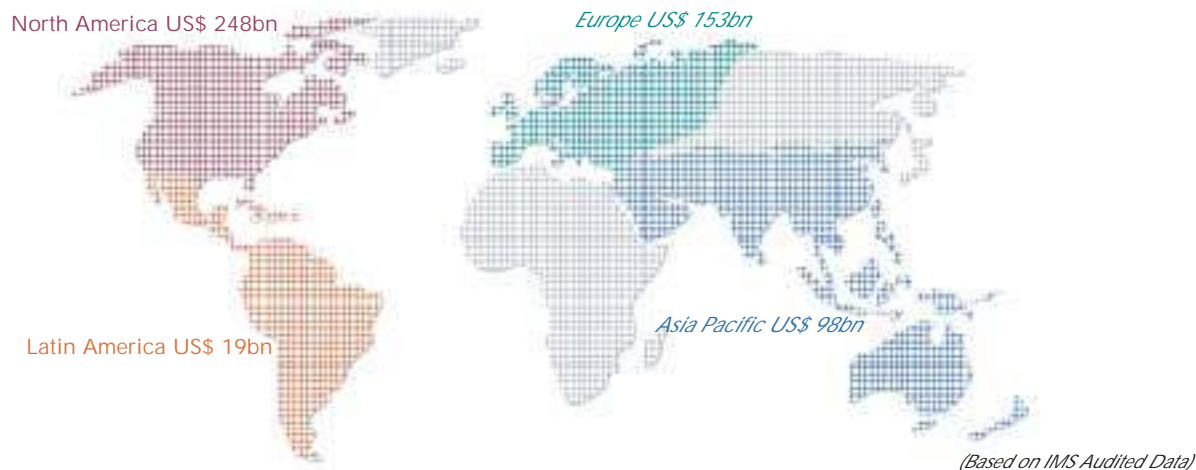 North America US$ 248bn
Europe US$ 153bn
Asia Pacific US$ 98bn
Latin America US$ 19bn
(Based on IMS Audited Data)